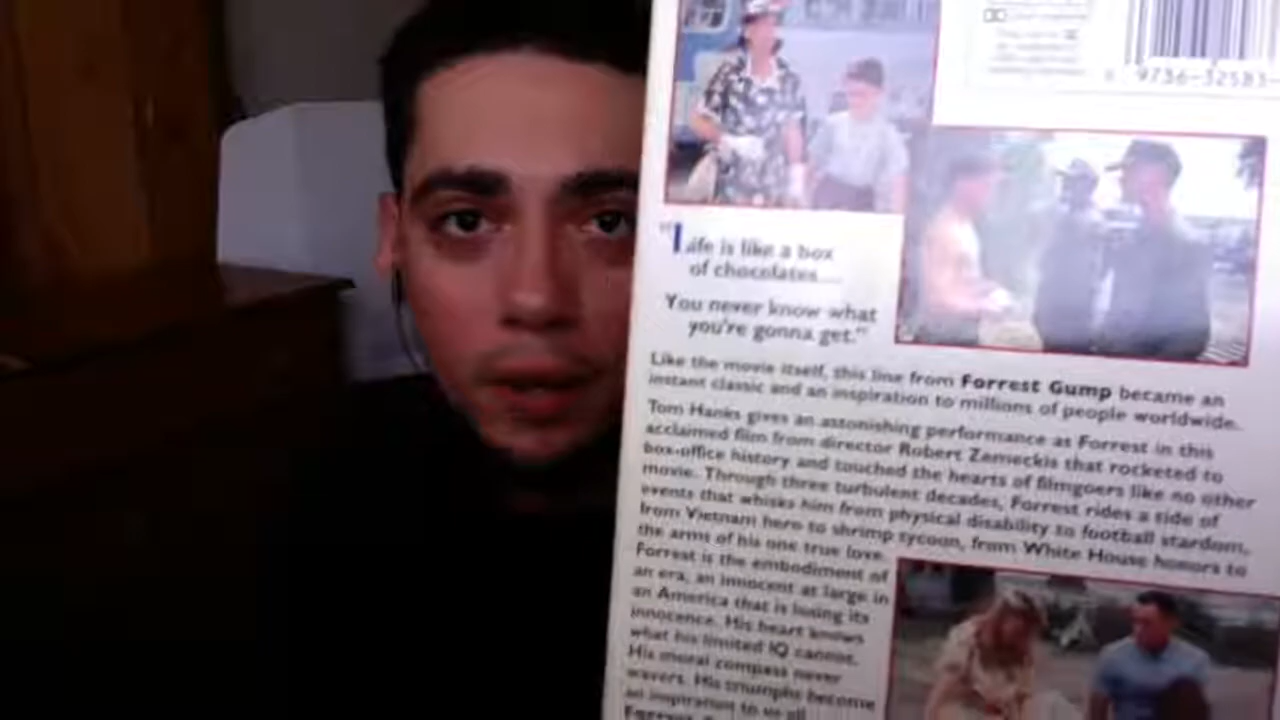 9736-32583-
"Life is like a box
of chocolates....
You never know what
you're gonna get."
Like the movie itself, this line from Forrest Gump became an
instant classic and an inspiration to millions of people worldwide.
Tom Hanks gives an astonishing performance as Forrest in this
acclaimed film from director Robert Zemeckis that rocketed to
box-office history and touched the hearts of filmgoers like no other
movie. Through three turbulent decades, Forrest rides a tide of
events that whisks him from physical disability to football stardom,
from Vietnam hero to shrimp tycoon, from White House honors to
the arms of his one true love.
Forrest is the embodiment of
an era, an innocent at large in
an America that is losing its
innocence. His heart knows
what his limited IQ cannot.
His moral compass never
wavers. His triumphs become
an inspiration to us all.
Forrest